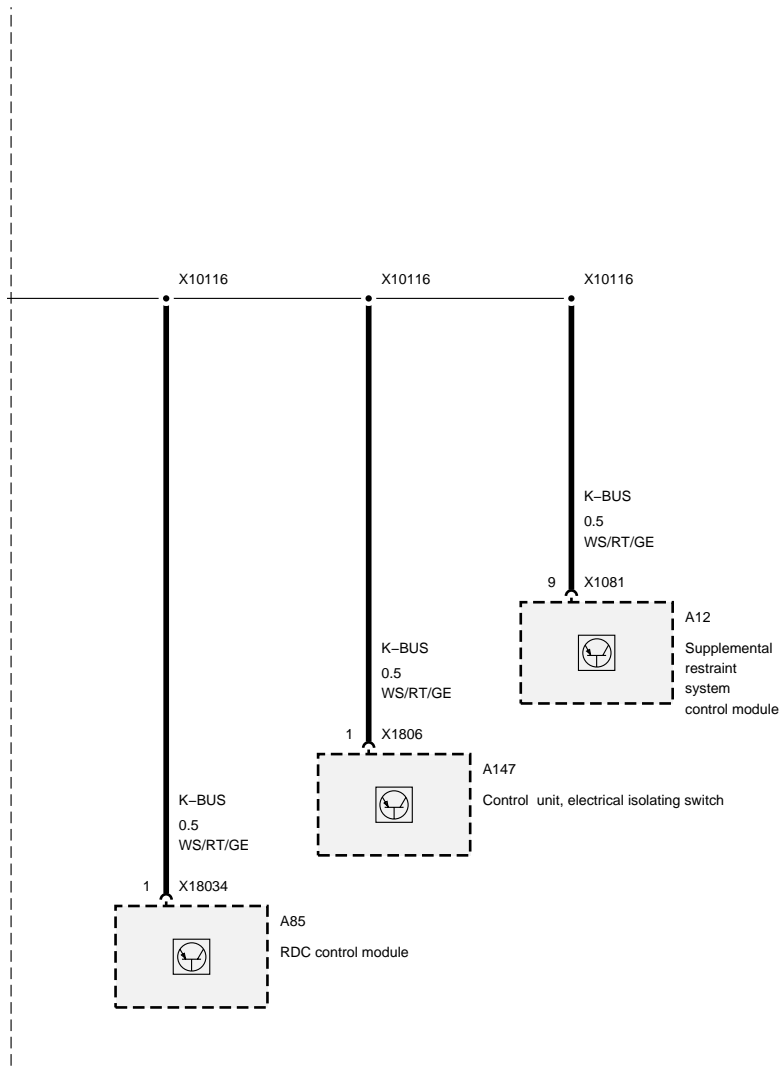 X10116
X10116
X10116
K–BUS
0.5
WS/RT/GE
9
X1081
A12
Supplemental
restraint
system
control module
K–BUS
0.5
WS/RT/GE
1
X1806
A147
Control unit, electrical isolating switch
K–BUS
0.5
WS/RT/GE
1
X18034
A85
RDC control module